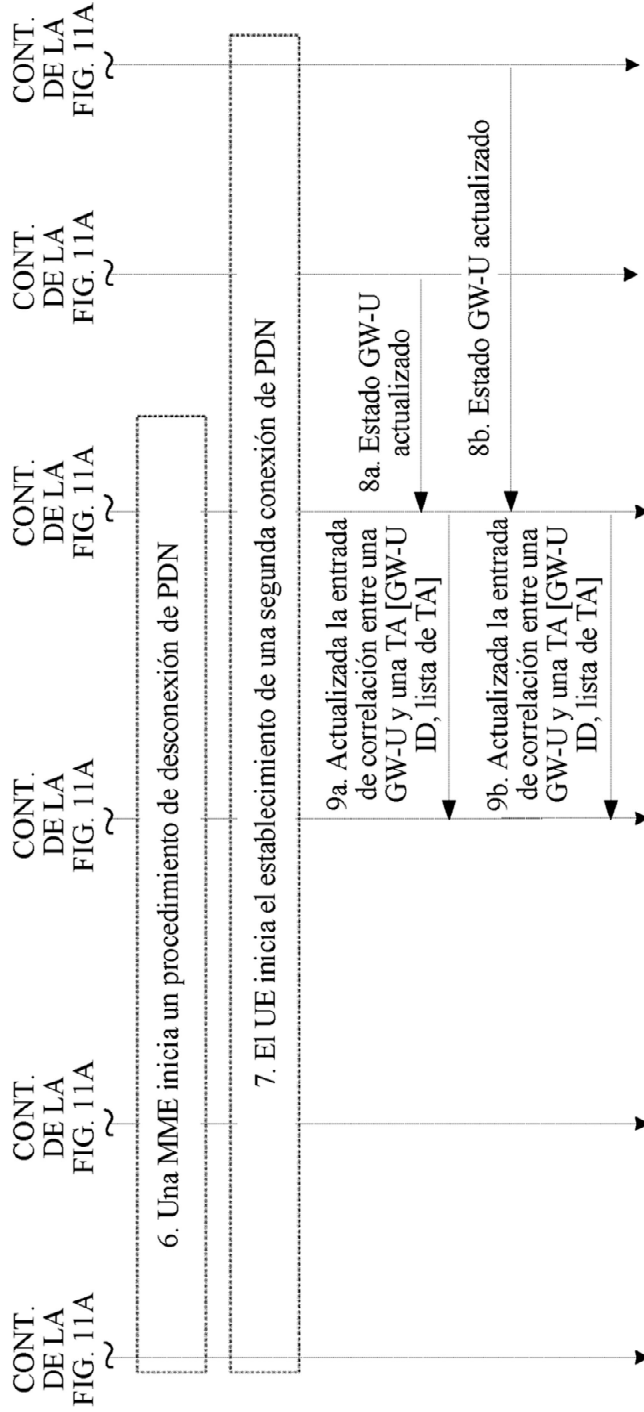 CONT.
DE LA
FIG. 11A
CONT.
DE LA
FIG. 11A
CONT.
DE LA
FIG. 11A
CONT.
DE LA
FIG. 11A
CONT.
DE LA
FIG. 11A
CONT.
DE LA
FIG. 11A
6. Una MME inicia un procedimiento de desconexión de PDN
7. El UE inicia el establecimiento de una segunda conexión de PDN
8a. Estado GW-U
actualizado
9a. Actualizada la entrada
de correlación entre una
GW-U y una TA [GW-U
ID, lista de TA]
8b. Estado GW-U actualizado
9b. Actualizada la entrada
de correlación entre una
GW-U y una TA [GW-U
ID, lista de TA]